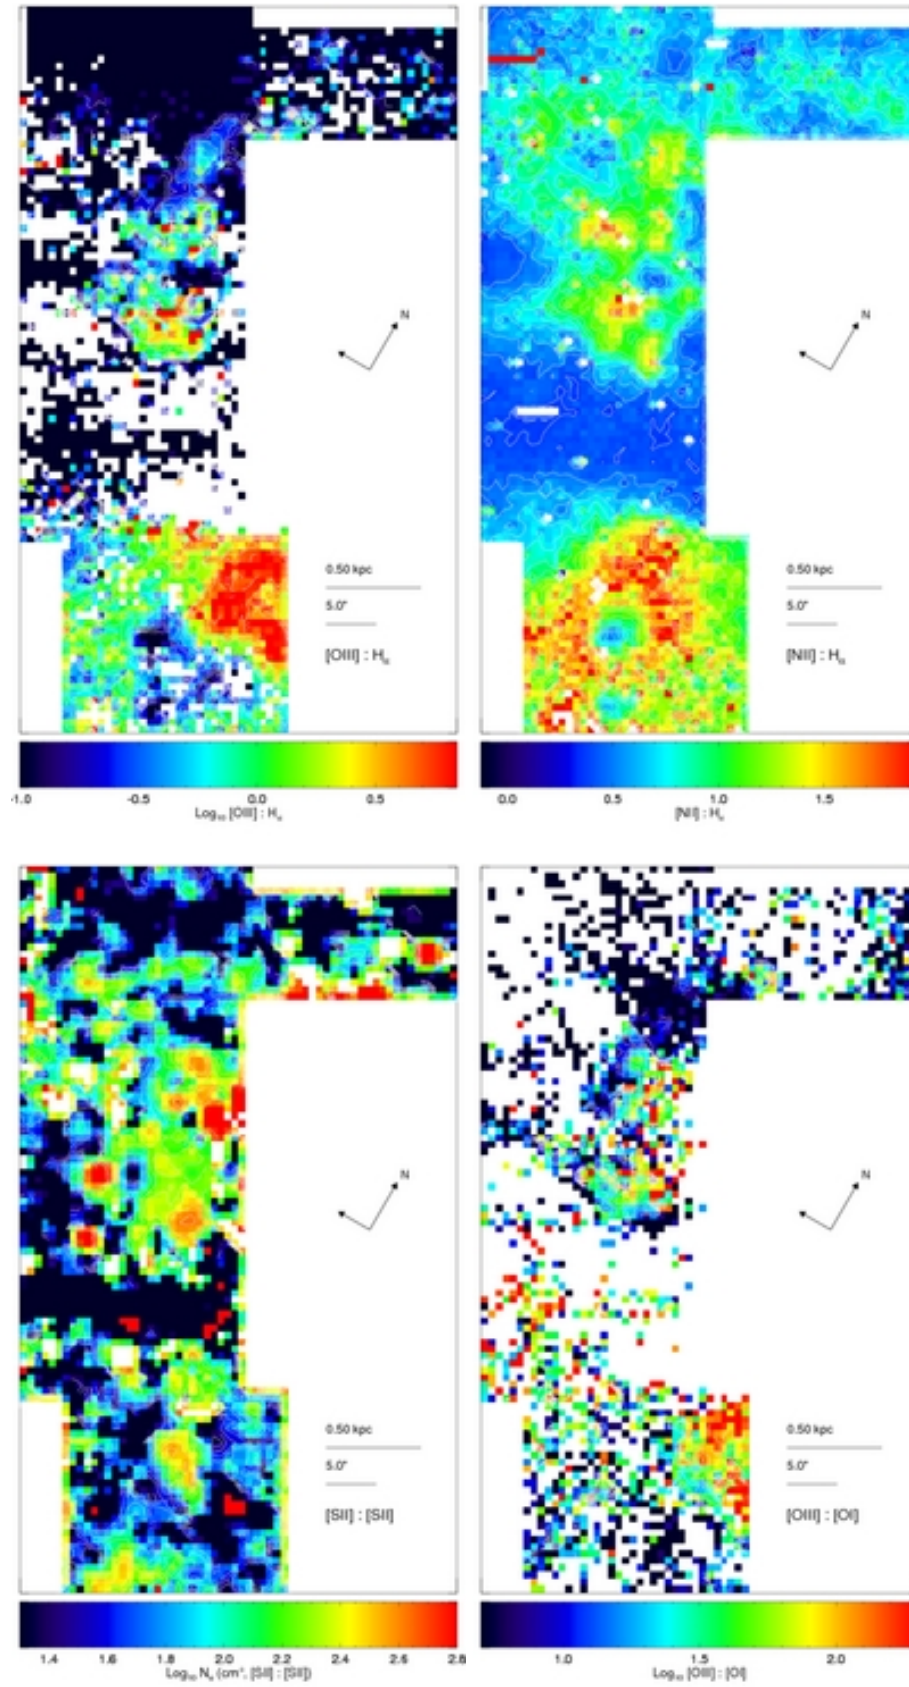 N
N
0.50 kpc
5.0"
[OIII] : Hα
0.50 kpc
5.0"
[NII] : Hα
-1.0 -0.5 0.0 0.5
Log₁₀ [OIII] : Hα
0.0 0.5 1.0 1.5
[NII] : Hα
N
N
0.50 kpc
5.0"
[SII] : [SII]
0.50 kpc
5.0"
[OIII] : [OI]
1.4 1.6 1.8 2.0 2.2 2.4 2.6 2.8
Log₁₀ Nₑ (cm⁻³, [SII] : [SII])
1.0 1.5 2.0
Log₁₀ [OIII] : [OI]